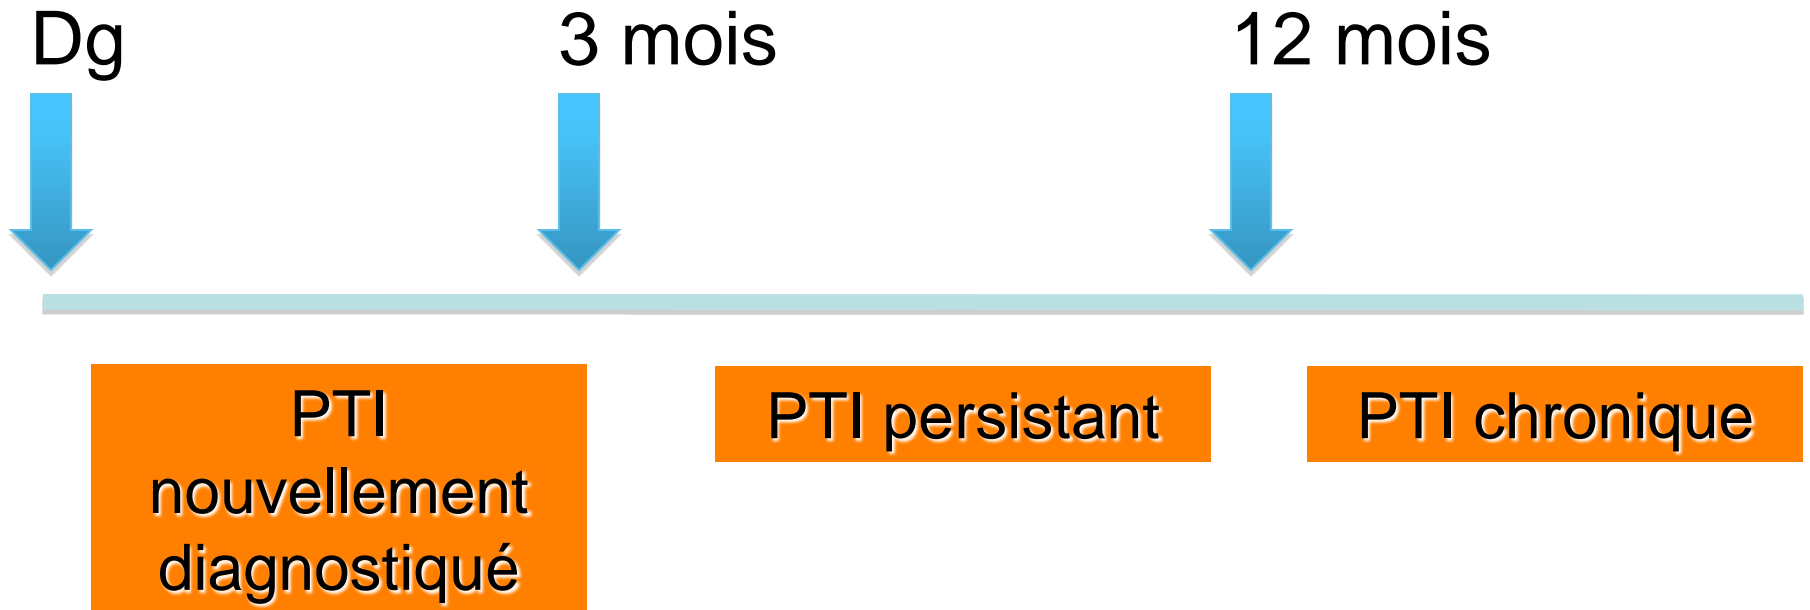 Dg
3 mois
12 mois
PTI
nouvellement
diagnostiqué
PTI persistant
PTI chronique